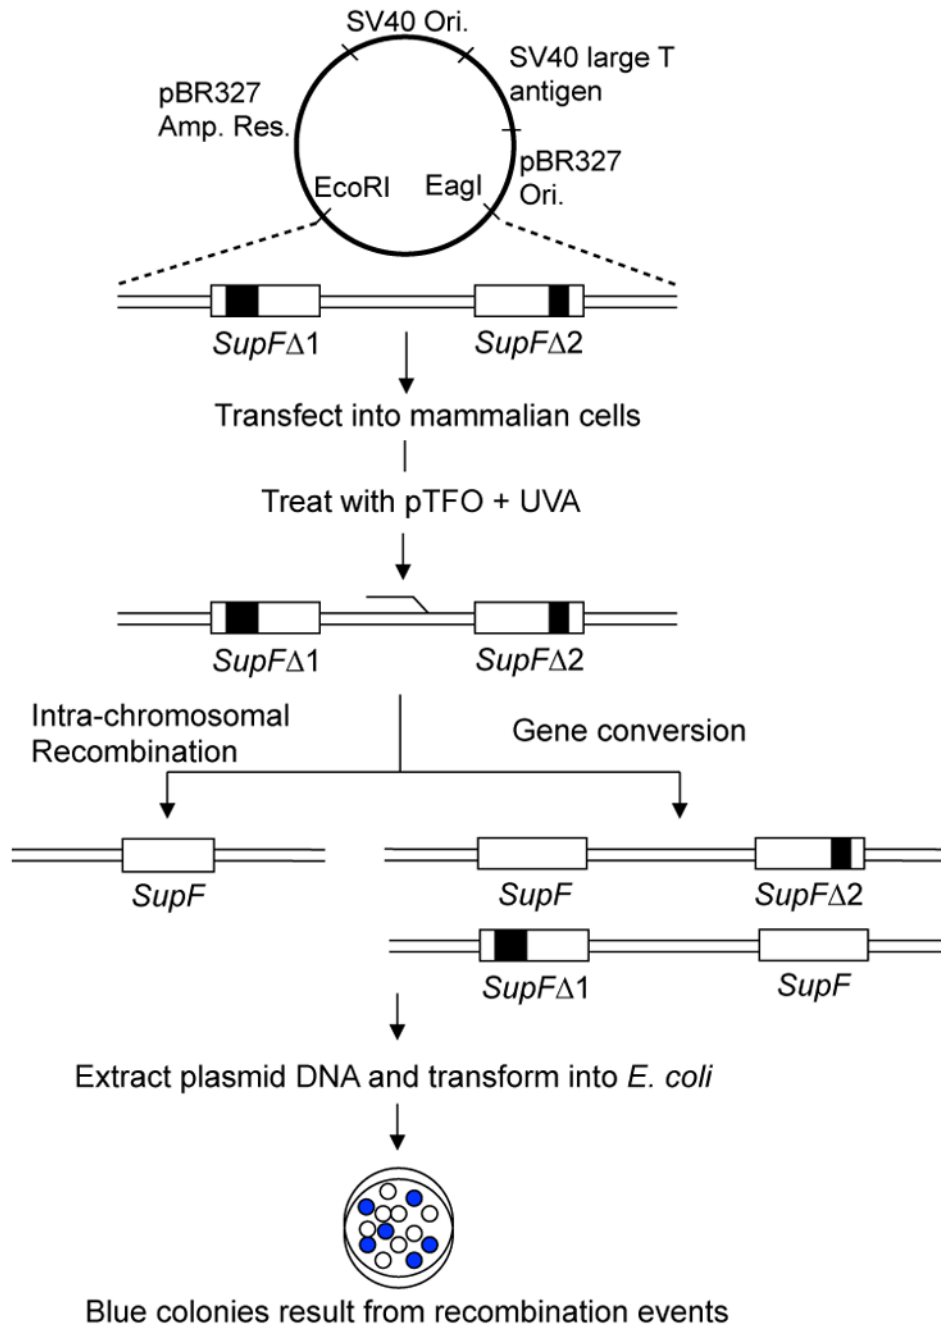 SV40 Ori.
SV40 large T
antigen
pBR327
Amp. Res.
pBR327
Ori.
EcoRI
EagI
SupFΔ1
SupFΔ2
Transfect into mammalian cells
Treat with pTFO + UVA
SupFΔ1
SupFΔ2
Intra-chromosomal
Recombination
Gene conversion
SupF
SupF
SupFΔ2
SupFΔ1
SupF
Extract plasmid DNA and transform into E. coli
Blue colonies result from recombination events